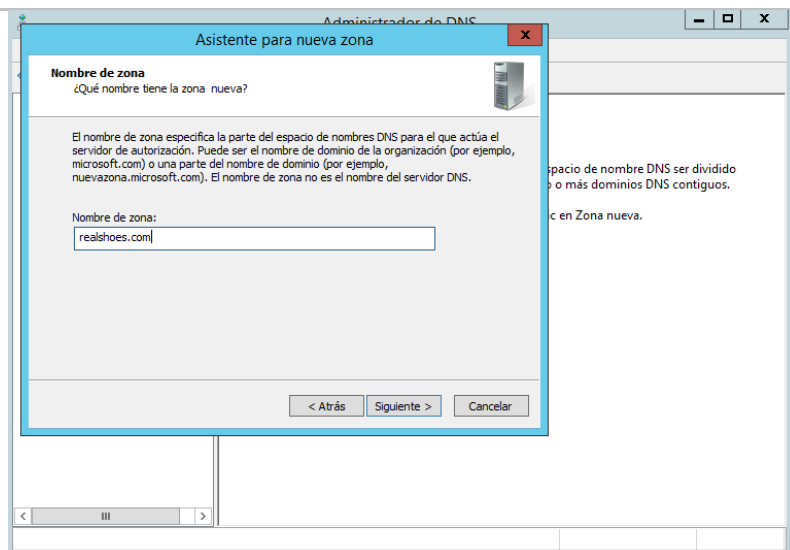 Administrador de DNS
Asistente para nueva zona
x
x
Nombre de zona
¿Qué nombre tiene la zona nueva?
El nombre de zona especifica la parte del espacio de nombres DNS para el que actúa el
servidor de autorización. Puede ser el nombre de dominio de la organización (por ejemplo,
microsoft.com) o una parte del nombre de dominio (por ejemplo,
nuevazona.microsoft.com). El nombre de zona no es el nombre del servidor DNS.
Nombre de zona:
realshoes.com
< Atrás
Siguiente >
Cancelar
spacio de nombre DNS ser dividido
o más dominios DNS contiguos.
ic en Zona nueva.